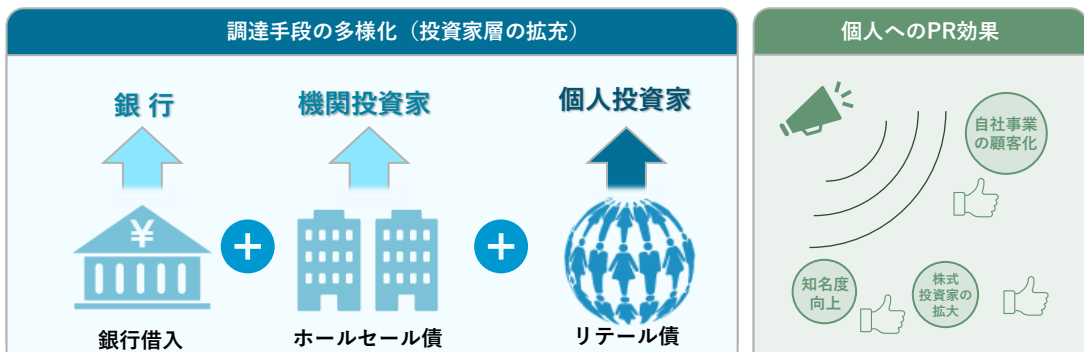 調達手段の多様化（投資家層の拡充）
銀 行
機関投資家
個人投資家
¥
銀行借入
ホールセール債
リテール債
個人へのPR効果
自社事業
の顧客化
知名度
向上
株式
投資家の
拡大